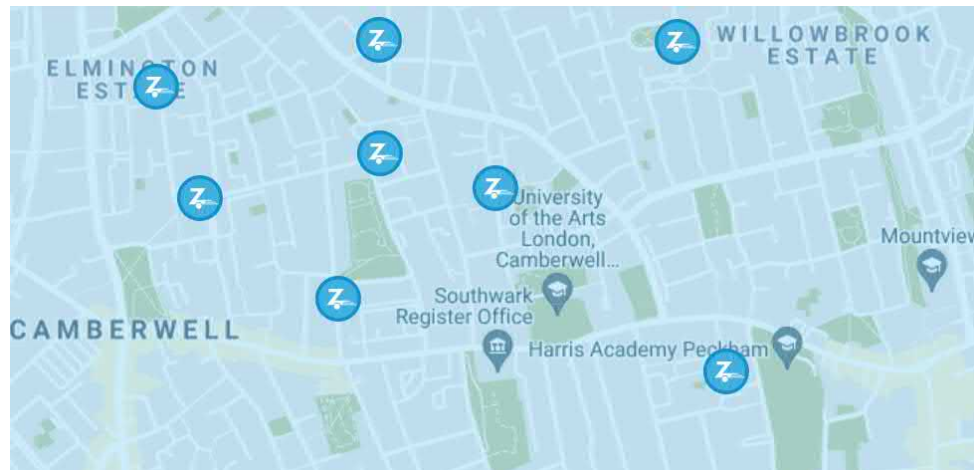 WILLOWBROOK
ESTATE
ELMINGTON
ESTATE
Z
Z
Z
Z
Z
Z
Z
Z
University
of the Arts
London,
Camberwell...
Mountview
Southwark
Register Office
CAMBERWELL
Harris Academy Peckham